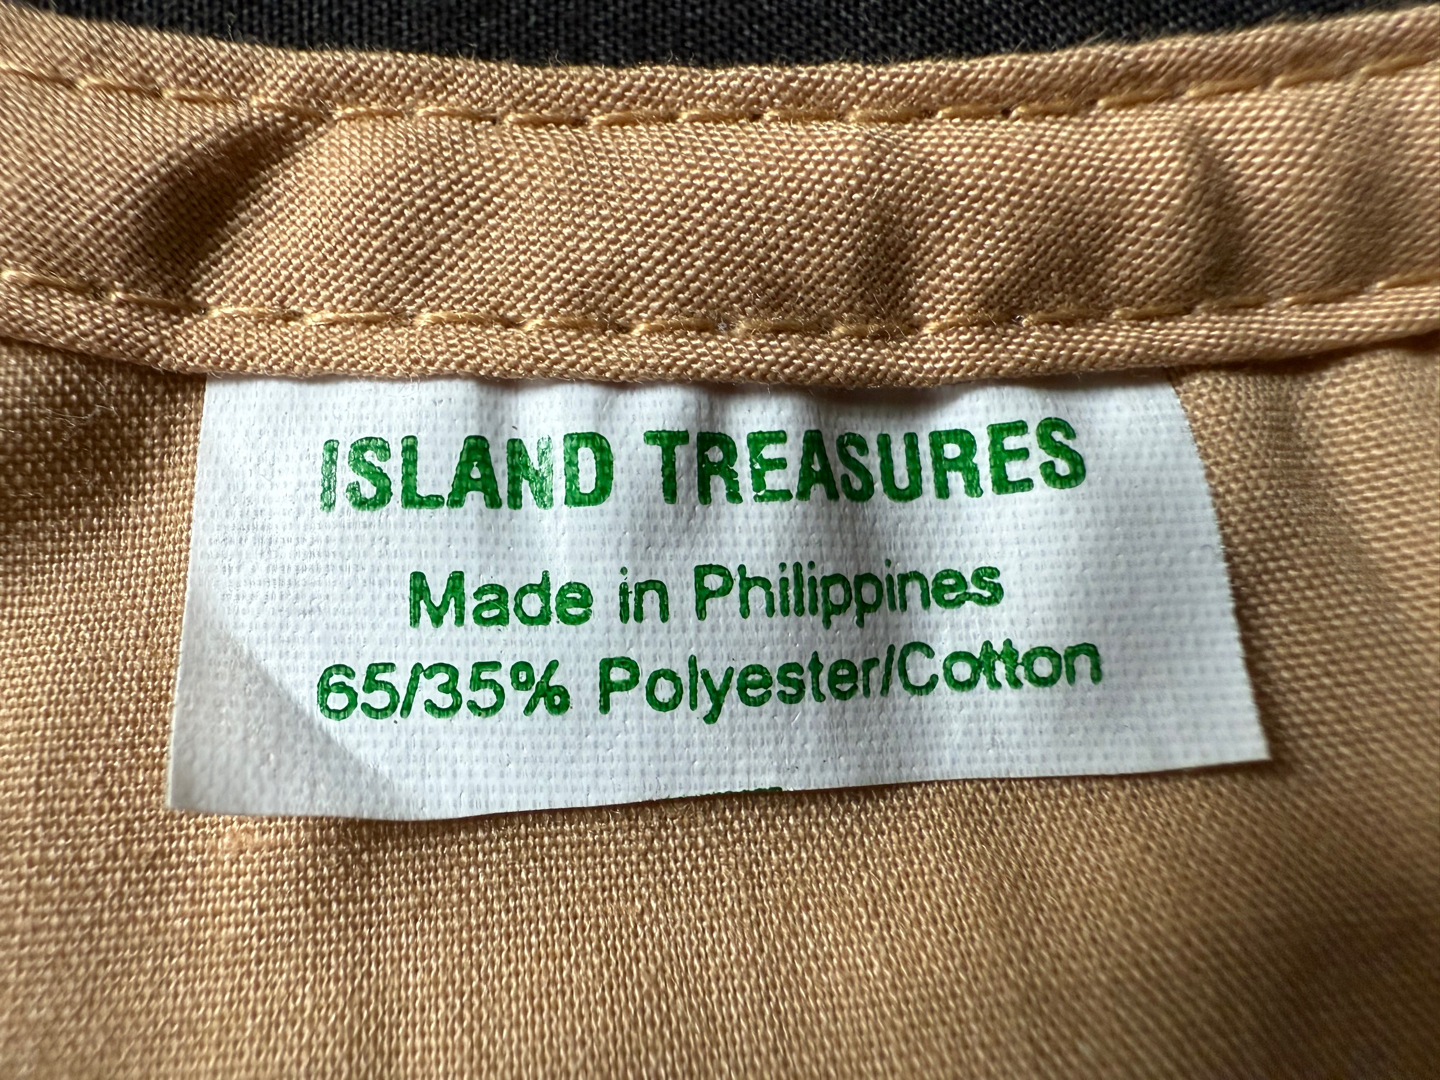 ISLAND TREASURES
Made in Philippines
65/35% Polyester/Cotton